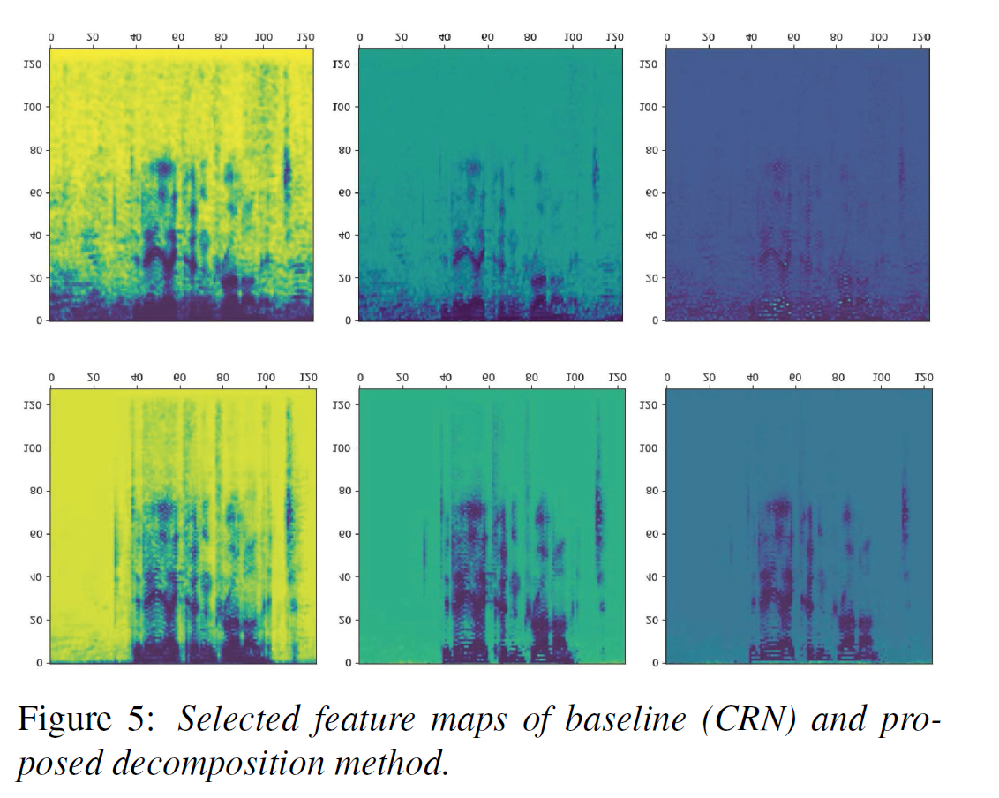 0 20 40 60 80 100 120 0 20 40 60 80 100 120 0 20 40 60 80 100 120
120 120 120
100 100 100
80 80 80
60 60 60
40 40 40
20 20 20
0 0 0
0 20 40 60 80 100 120 0 20 40 60 80 100 120 0 20 40 60 80 100 120
120 120 120
100 100 100
80 80 80
60 60 60
40 40 40
20 20 20
0 0 0
Figure 5: Selected feature maps of baseline (CRN) and pro-
posed decomposition method.